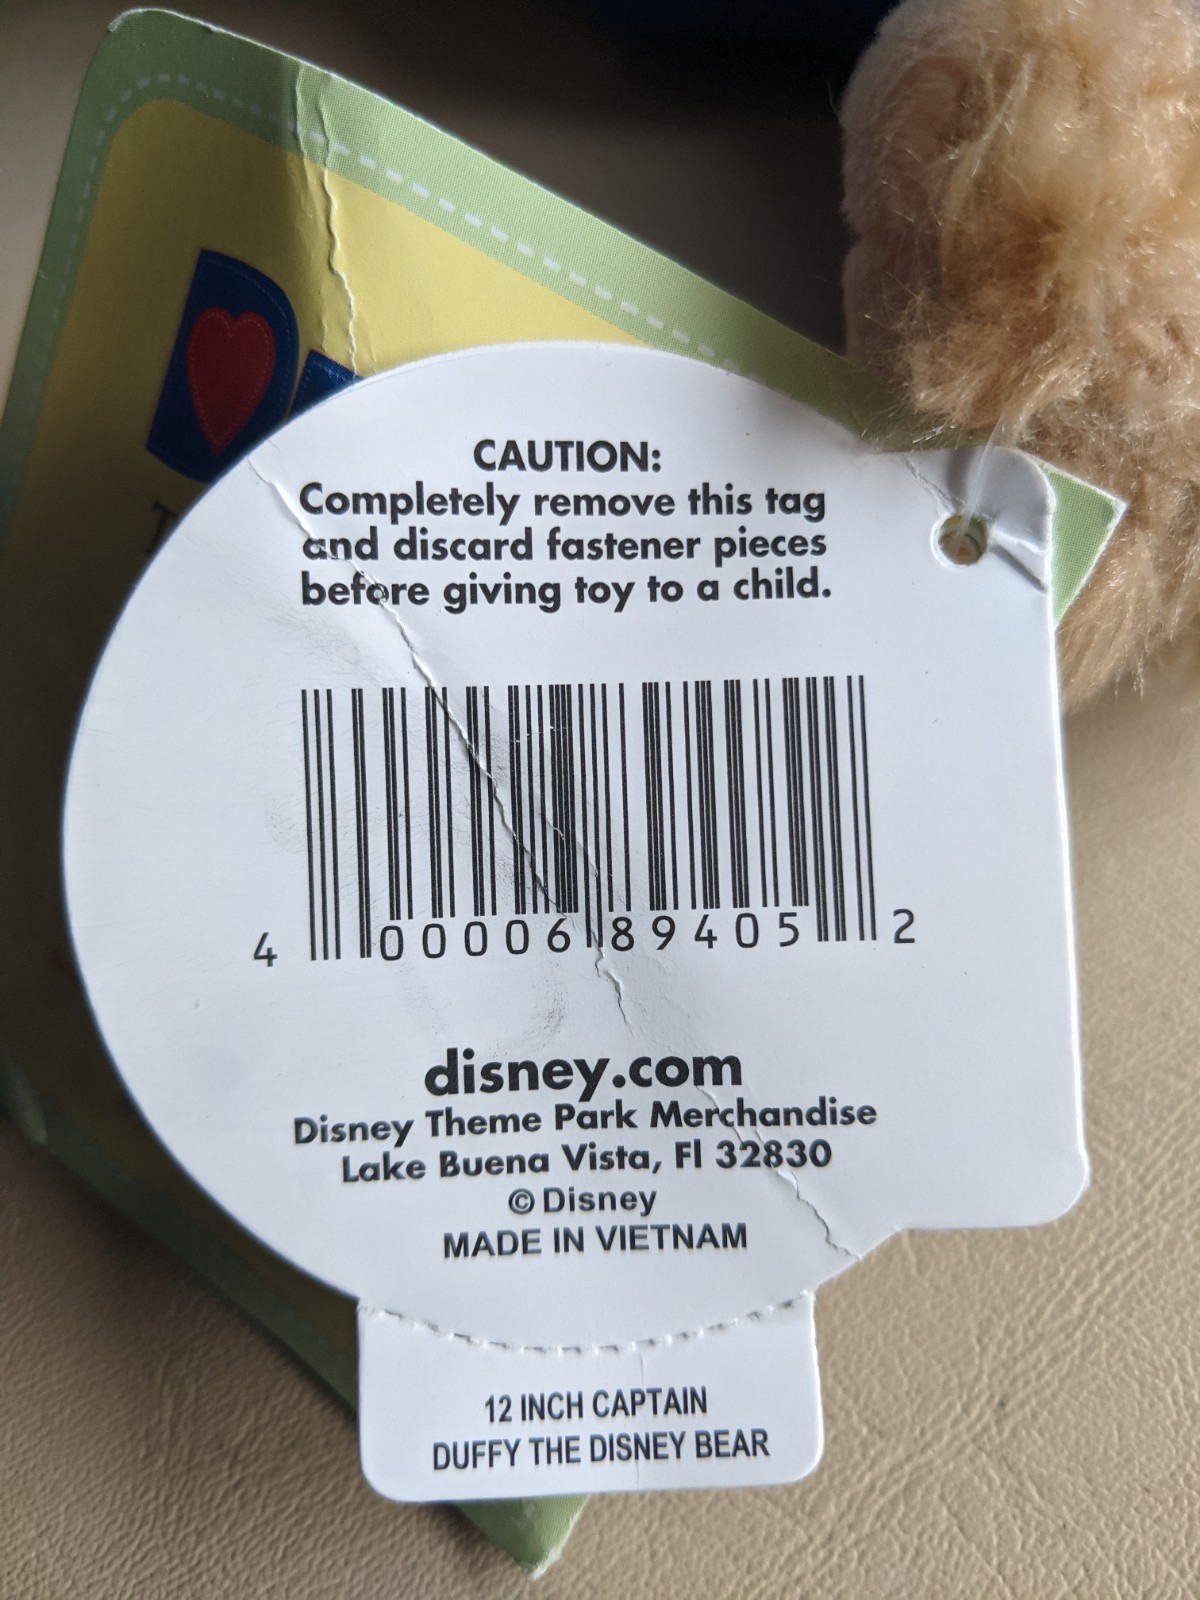 CAUTION:
Completely remove this tag
and discard fastener pieces
before giving toy to a child.
4 00006 89405 2
disney.com
Disney Theme Park Merchandise
Lake Buena Vista, Fl 32830
© Disney
MADE IN VIETNAM
12 INCH CAPTAIN
DUFFY THE DISNEY BEAR